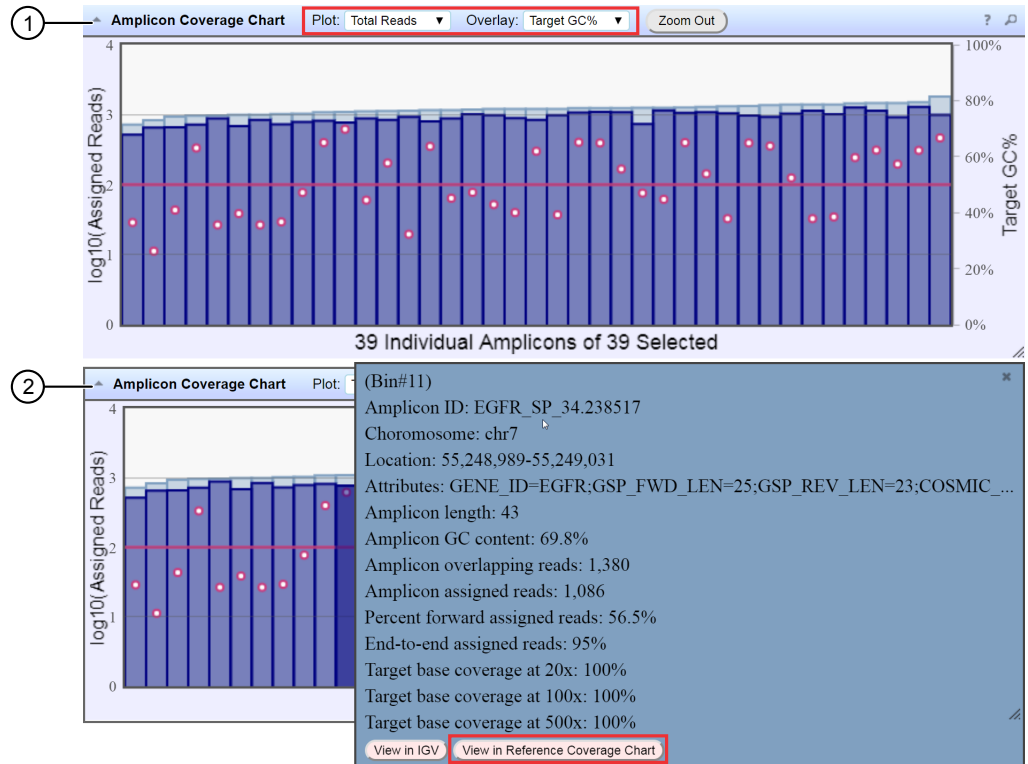 1
Amplicon Coverage Chart Plot: Total Reads ▼ Overlay: Target GC% ▼ Zoom Out ?
4
3
2
1
0
log10( Assigned Reads)
100%
80%
60%
40%
20%
0%
Target GC%
39 Individual Amplicons of 39 Selected
2
Amplicon Coverage Chart Plot:
4
3
2
1
0
log10( Assigned Reads)
(Bin#11)
Amplicon ID: EGFR_SP_34.238517
Choromosome: chr7
Location: 55,248,989-55,249,031
Attributes: GENE_ID=EGFR;GSP_FWD_LEN=25;GSP_REV_LEN=23;COSMIC_...
Amplicon length: 43
Amplicon GC content: 69.8%
Amplicon overlapping reads: 1,380
Amplicon assigned reads: 1,086
Percent forward assigned reads: 56.5%
End-to-end assigned reads: 95%
Target base coverage at 20x: 100%
Target base coverage at 100x: 100%
Target base coverage at 500x: 100%
View in IGV View in Reference Coverage Chart